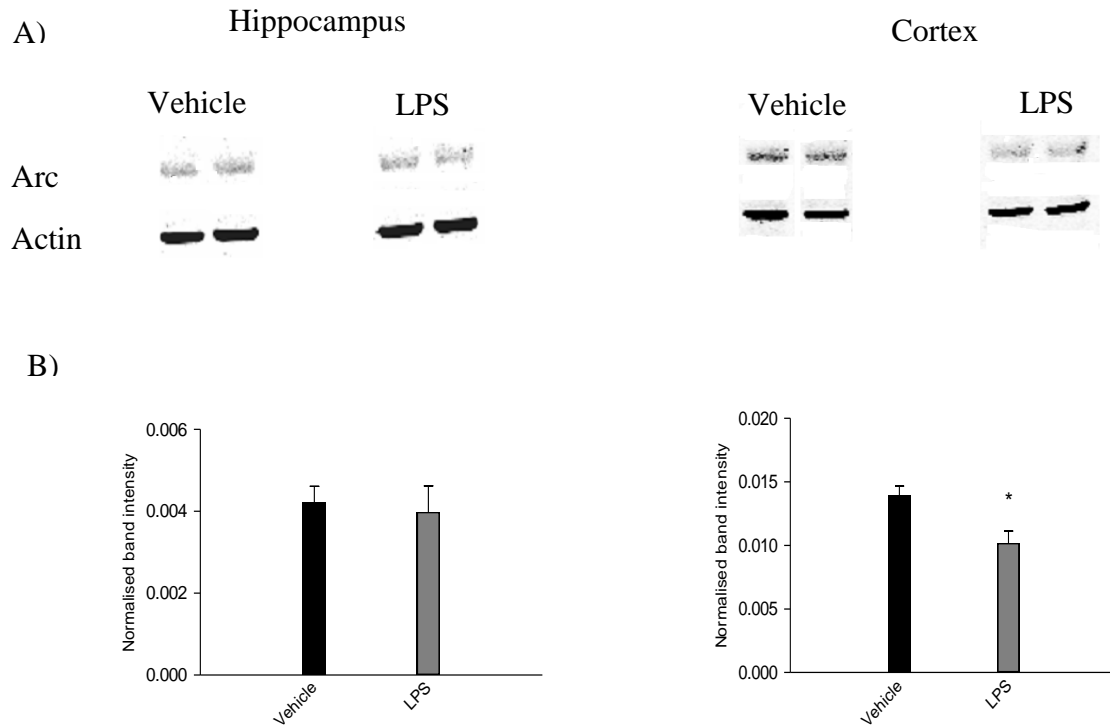 A)
Hippocampus
Cortex
Vehicle
LPS
Vehicle
LPS
Arc
Actin
B)
Normalised band intensity
0.006
0.004
0.002
0.000
Vehicle
LPS
Normalised band intensity
0.020
0.015
0.010
0.005
0.000
*
Vehicle
LPS